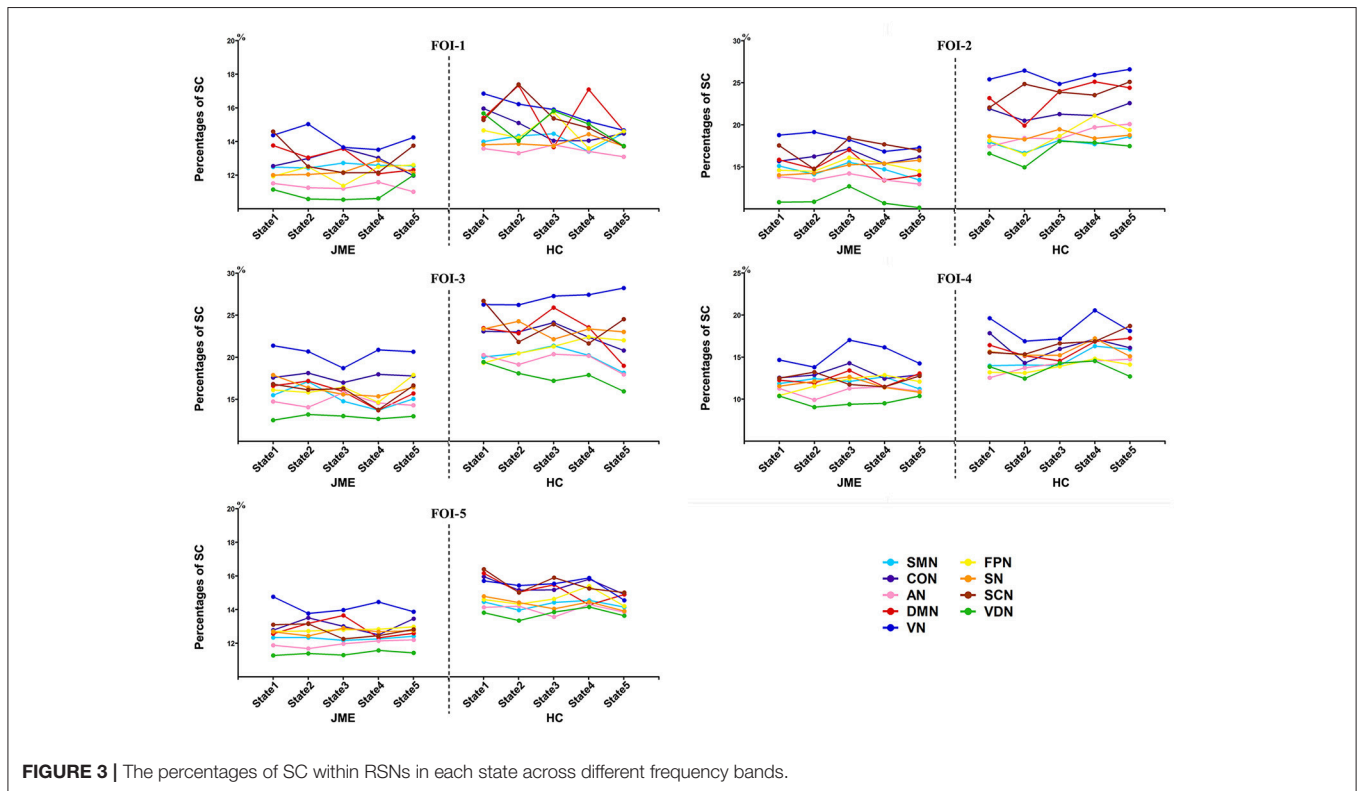 FOI-1
%
20
18
16
14
12
Percentages of SC
State1 State2 State3 State4 State5 State1 State2 State3 State4 State5
JME HC
FOI-2
%
30
25
20
15
Percentages of SC
State1 State2 State3 State4 State5 State1 State2 State3 State4 State5
JME HC
FOI-3
%
30
25
20
15
Percentages of SC
State1 State2 State3 State4 State5 State1 State2 State3 State4 State5
JME HC
FOI-4
%
25
20
15
10
Percentages of SC
State1 State2 State3 State4 State5 State1 State2 State3 State4 State5
JME HC
FOI-5
%
20
18
16
14
12
Percentages of SC
State1 State2 State3 State4 State5 State1 State2 State3 State4 State5
JME HC
SMN FPN
CON SN
AN SCN
DMN VDN
VN
FIGURE 3 | The percentages of SC within RSNs in each state across different frequency bands.